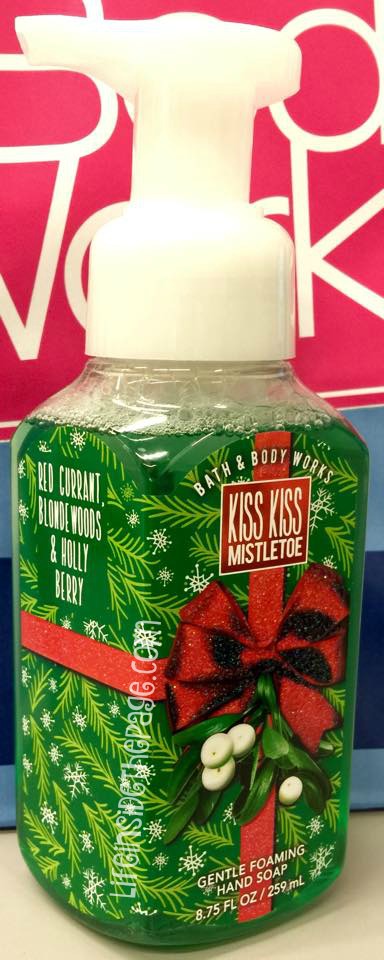 RED CURRANT
BLONDEWOODS
& HOLLY
BERRY
BATH & BODY WORKS
KISS KISS
MISTLETOE
GENTLE FOAMING
HAND SOAP
8.75 FL OZ / 259 mL
LIFEINSIDETHEPAGE.COM